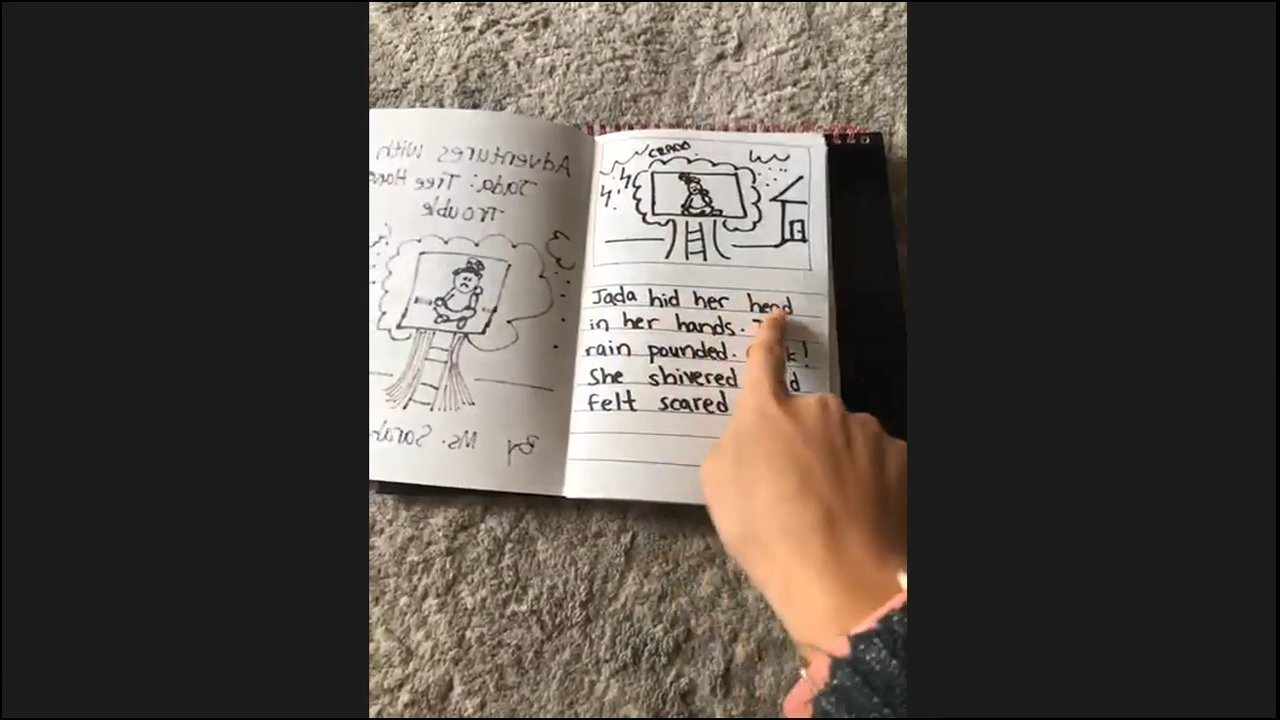 Adventures with
Jada: Tree House
Trouble
By Ms. Sarah
Jada hid her head
in her hands.
rain pounded.
She shivered
felt scared